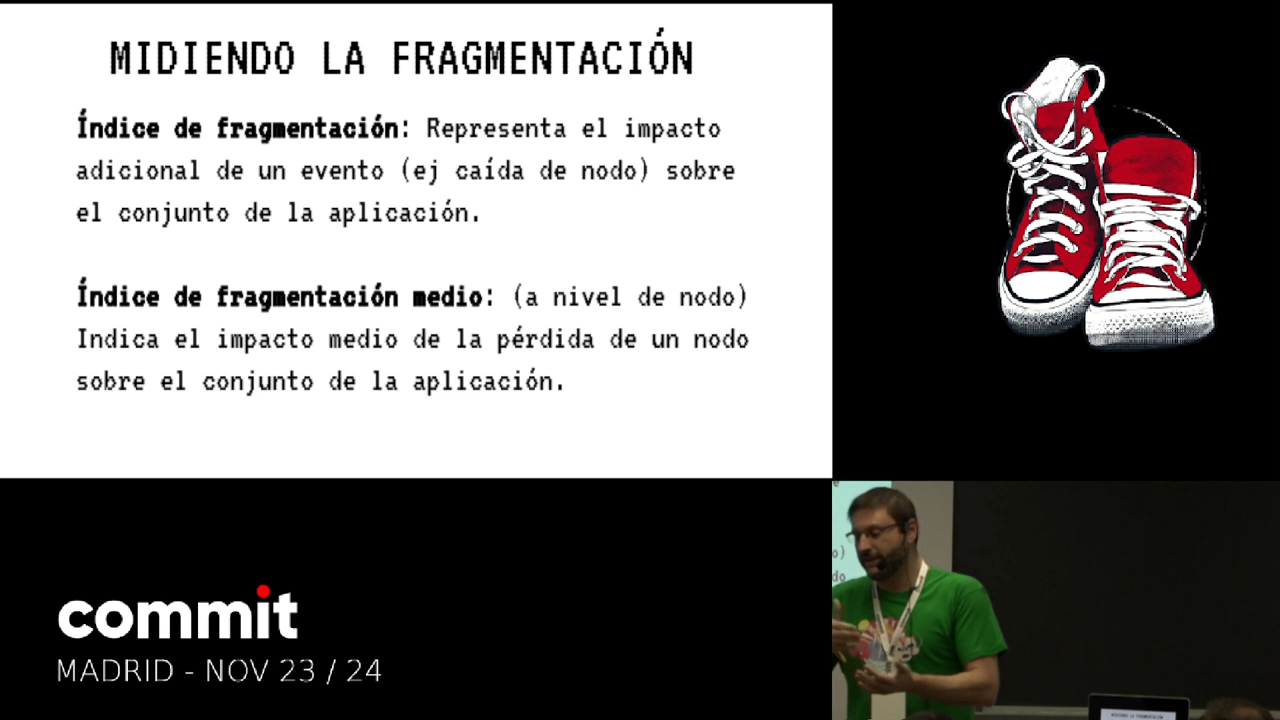 MIDIENDO LA FRAGMENTACIÓN
Índice de fragmentación: Representa el impacto
adicional de un evento (ej caída de nodo) sobre
el conjunto de la aplicación.
Índice de fragmentación medio: (a nivel de nodo)
Indica el impacto medio de la pérdida de un nodo
sobre el conjunto de la aplicación.
commit
MADRID - NOV 23 / 24